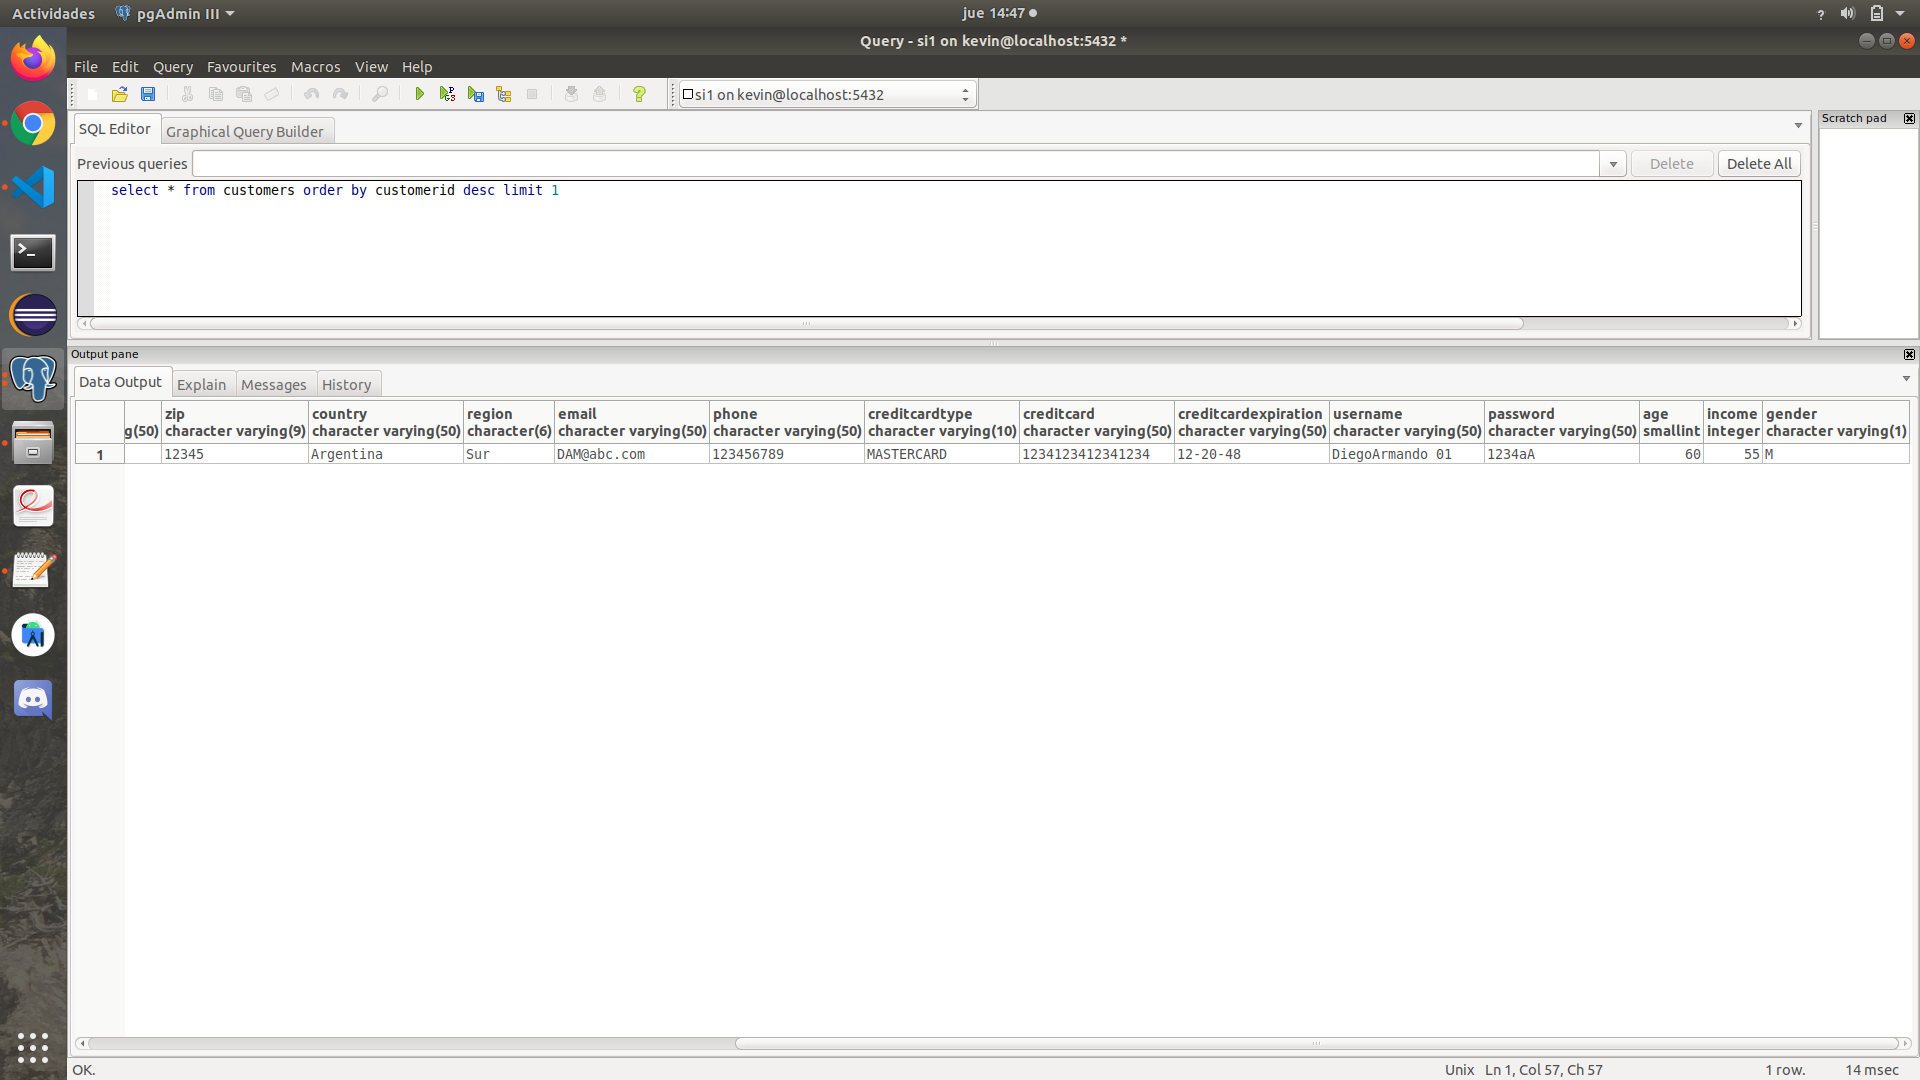 Actividades pgAdmin III jue 14:47 ?
Query - si1 on kevin@localhost:5432 *
File Edit Query Favourites Macros View Help
si1 on kevin@localhost:5432
SQL Editor Graphical Query Builder
Scratch pad
Previous queries Delete Delete All
select * from customers order by customerid desc limit 1
Output pane
Data Output Explain Messages History
zip country region email phone creditcardtype creditcard creditcardexpiration username password age income gender
g(50) character varying(9) character varying(50) character(6) character varying(50) character varying(50) character varying(10) character varying(50) character varying(50) character varying(50) character varying(50) smallint integer character varying(1)
1 12345 Argentina Sur DAM@abc.com 123456789 MASTERCARD 1234123412341234 12-20-48 DiegoArmando 01 1234aA 60 55 M
OK. Unix Ln 1, Col 57, Ch 57 1 row. 14 msec